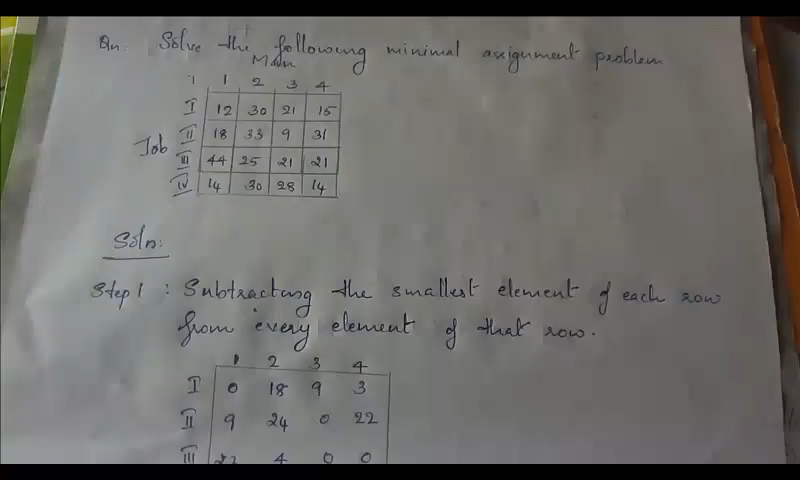 Qn: Solve the following minimal assignment problem
Man
1 2 3 4
I 12 30 21 15
II 18 33 9 31
Job
III 44 25 21 21
IV 14 30 28 14
Soln:
Step 1 : Subtracting the smallest element of each row
from every element of that row.
1 2 3 4
I 0 18 9 3
II 9 24 0 22
III 23 4 0 0